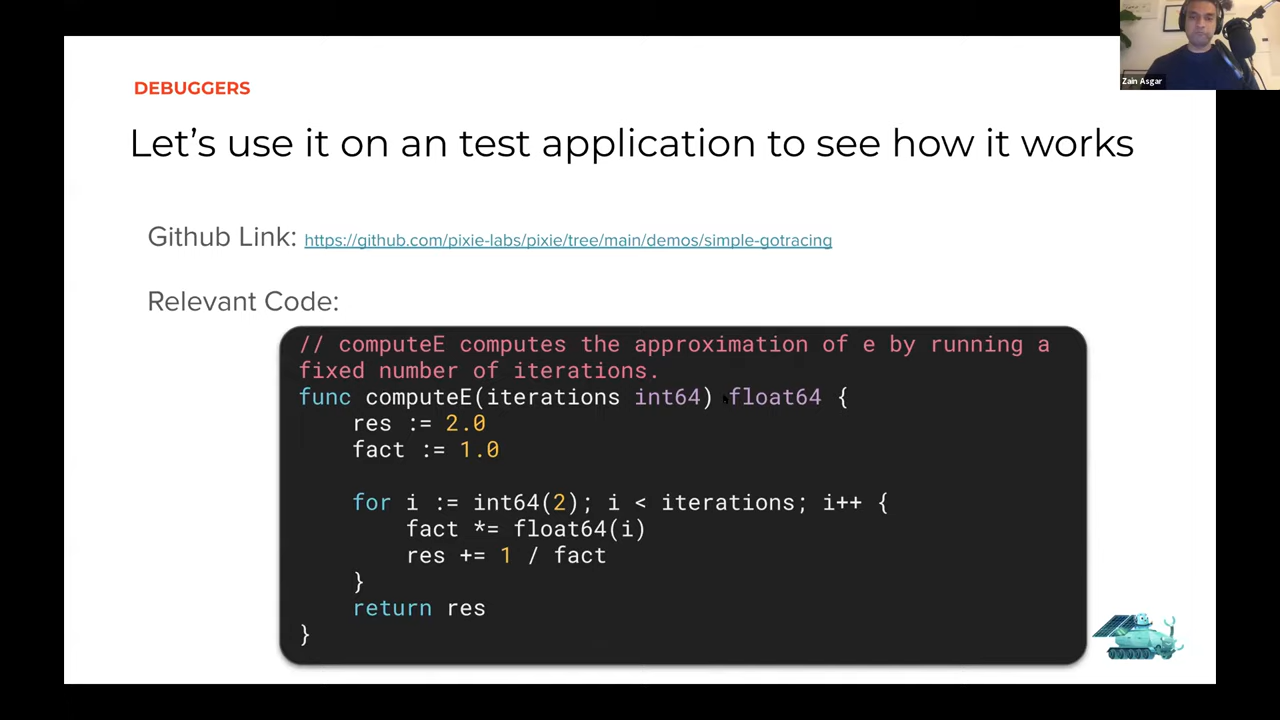 Zain Asgar
DEBUGGERS
Let's use it on an test application to see how it works
Github Link: https://github.com/pixie-labs/pixie/tree/main/demos/simple-gotracing
Relevant Code:
// computeE computes the approximation of e by running a
fixed number of iterations.
func computeE(iterations int64) float64 {
    res := 2.0
    fact := 1.0
    for i := int64(2); i < iterations; i++ {
        fact *= float64(i)
        res += 1 / fact
    }
    return res
}